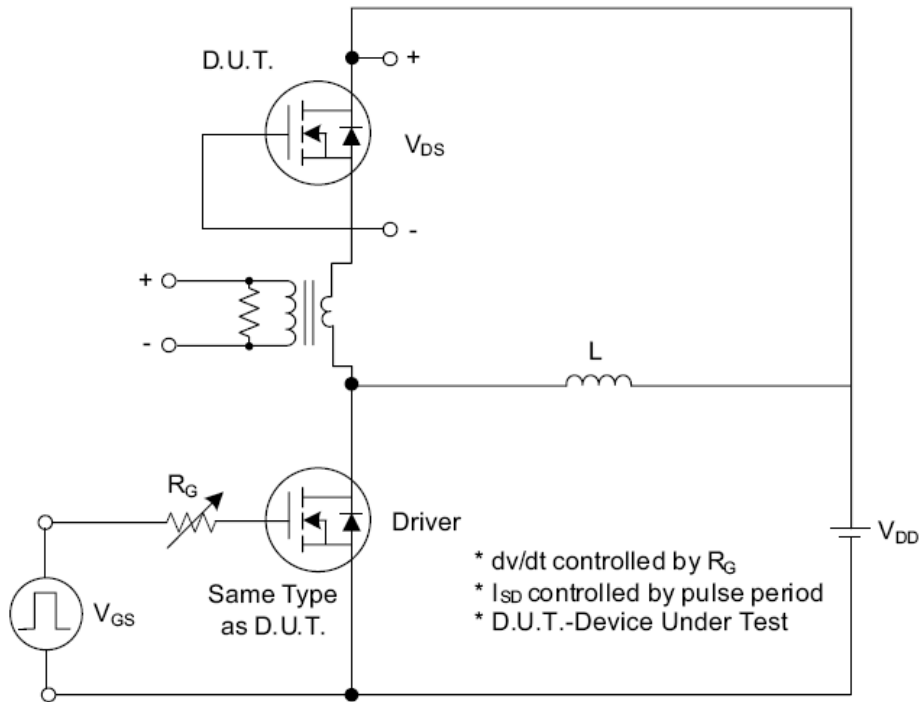 D.U.T.
+
VDS
-
+
-
L
RG
Driver
VDD
VGS
Same Type
as D.U.T.
* dv/dt controlled by RG
* ISD controlled by pulse period
* D.U.T.-Device Under Test